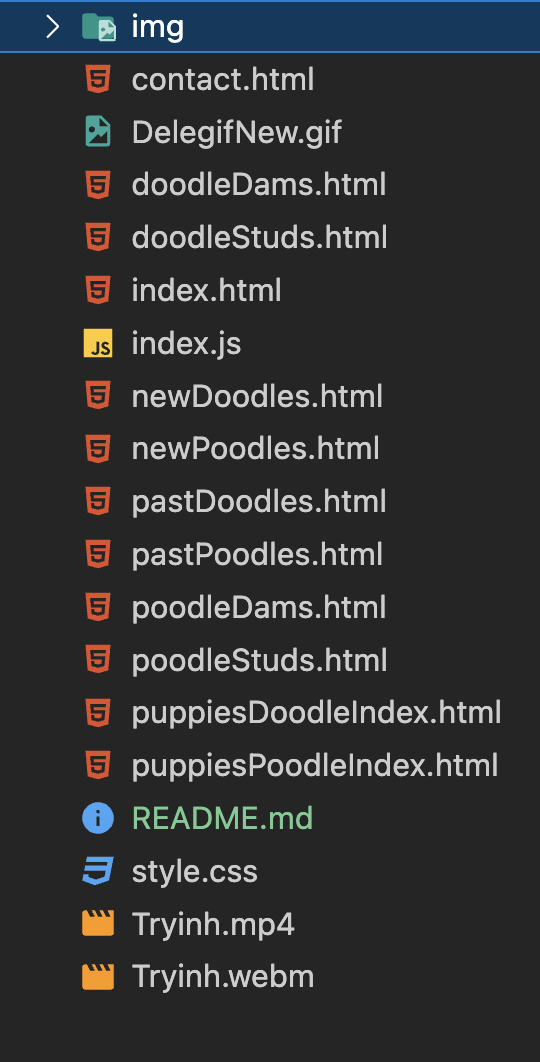 img
contact.html
DelegifNew.gif
doodleDams.html
doodleStuds.html
index.html
JS index.js
newDoodles.html
newPoodles.html
pastDoodles.html
pastPoodles.html
poodleDams.html
poodleStuds.html
puppiesDoodleIndex.html
puppiesPoodleIndex.html
README.md
style.css
Tryinh.mp4
Tryinh.webm